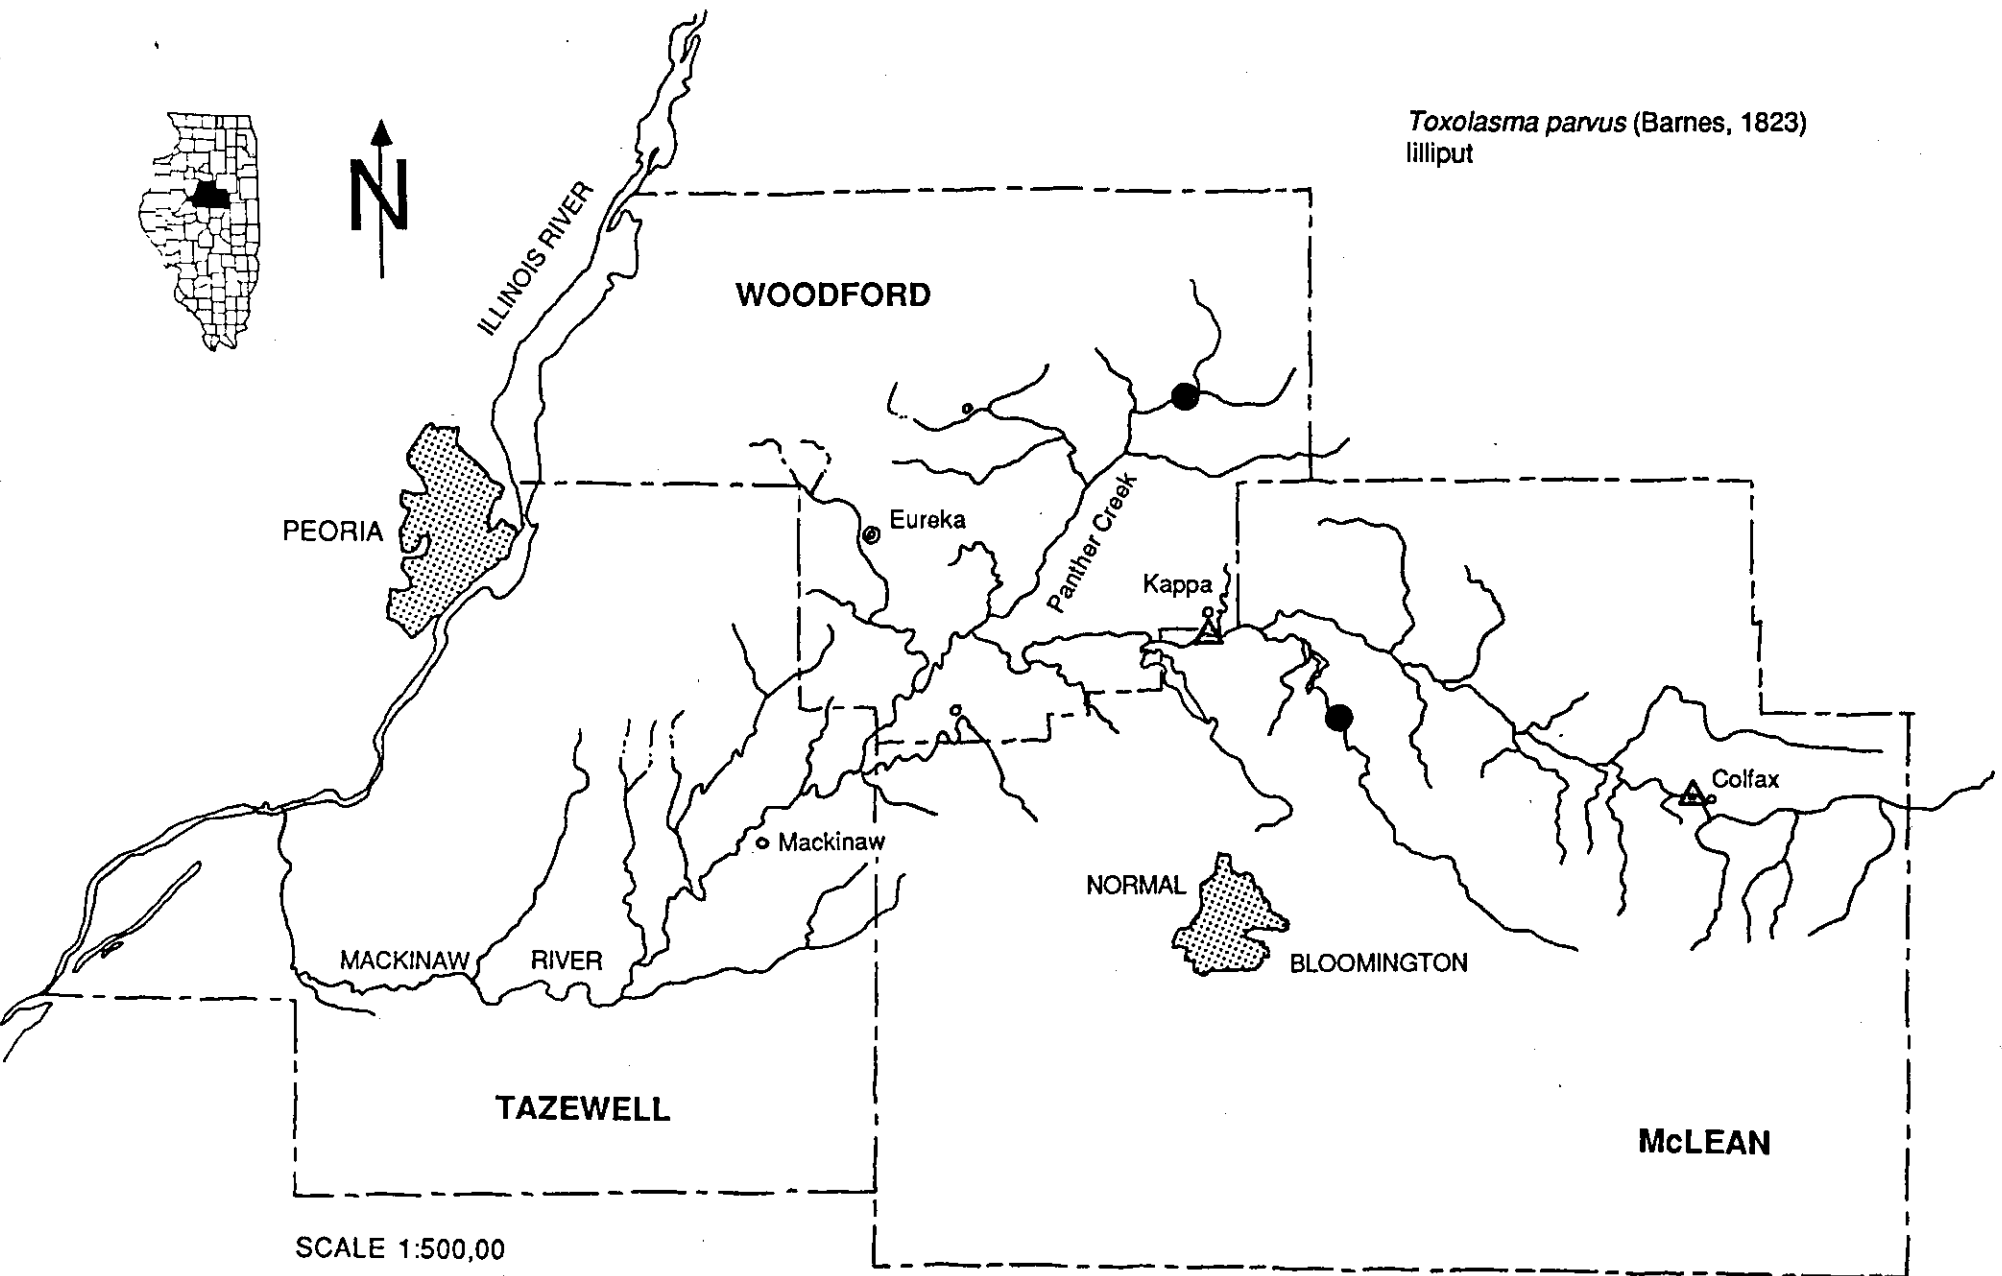 Toxolasma parvus (Barnes, 1823)
lilliput
N
ILLINOIS RIVER
WOODFORD
PEORIA
Eureka
Panther Creek
Kappa
Colfax
Mackinaw
NORMAL
BLOOMINGTON
MACKINAW RIVER
TAZEWELL
McLEAN
SCALE 1:500,00